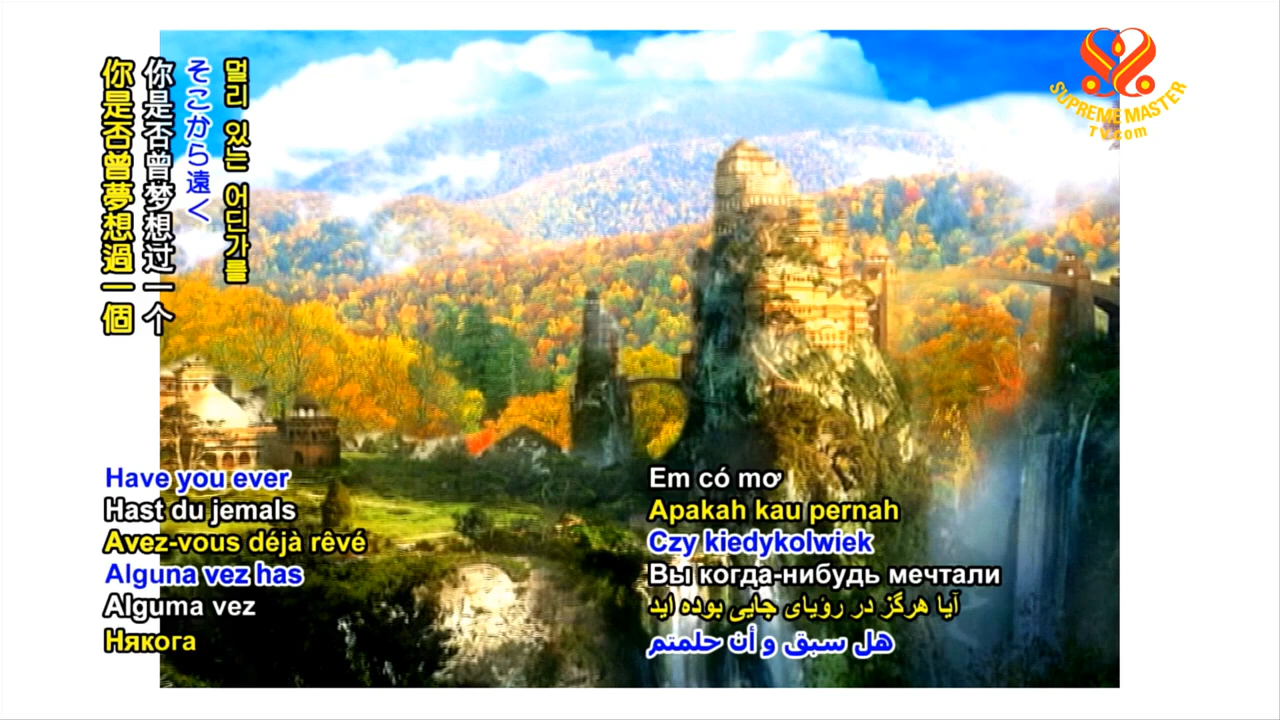 你是否曾夢想過一個
你是否曾梦想过一个
そこから遠く
멀리 있는 어딘가를
SUPREME MASTER
TV.com
Have you ever
Hast du jemals
Avez-vous déjà rêvé
Alguna vez has
Alguma vez
Някога
Em có mơ
Apakah kau pernah
Czy kiedykolwiek
Вы когда-нибудь мечтали
آیا هرگز در رؤیای جایی بوده اید
هل سبق و أن حلمتم